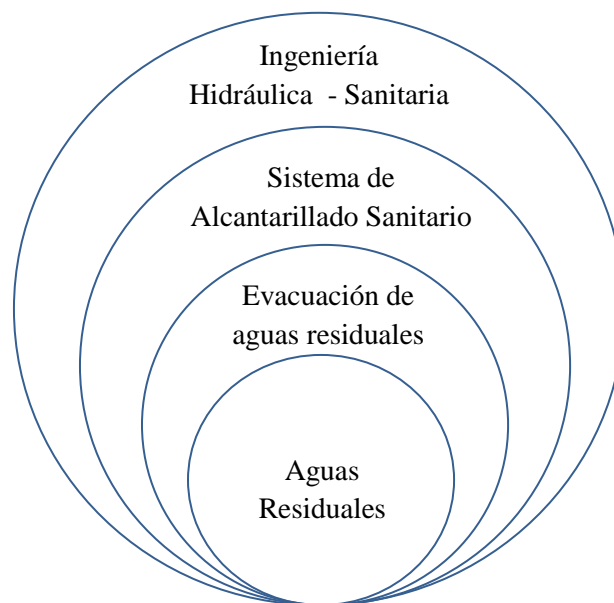 Ingeniería
Hidráulica - Sanitaria
Sistema de
Alcantarillado Sanitario
Evacuación de
aguas residuales
Aguas
Residuales